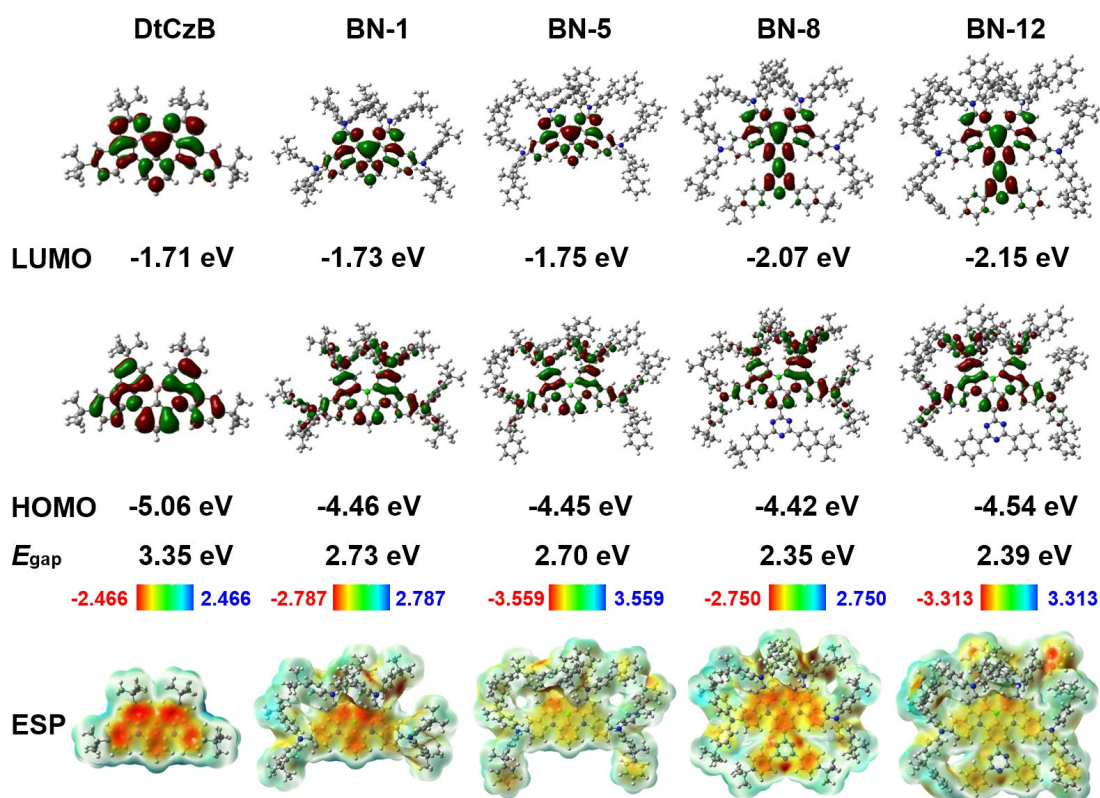 DtCzB BN-1 BN-5 BN-8 BN-12
LUMO -1.71 eV -1.73 eV -1.75 eV -2.07 eV -2.15 eV
HOMO -5.06 eV -4.46 eV -4.45 eV -4.42 eV -4.54 eV
Egap 3.35 eV 2.73 eV 2.70 eV 2.35 eV 2.39 eV
-2.466 2.466 -2.787 2.787 -3.559 3.559 -2.750 2.750 -3.313 3.313
ESP